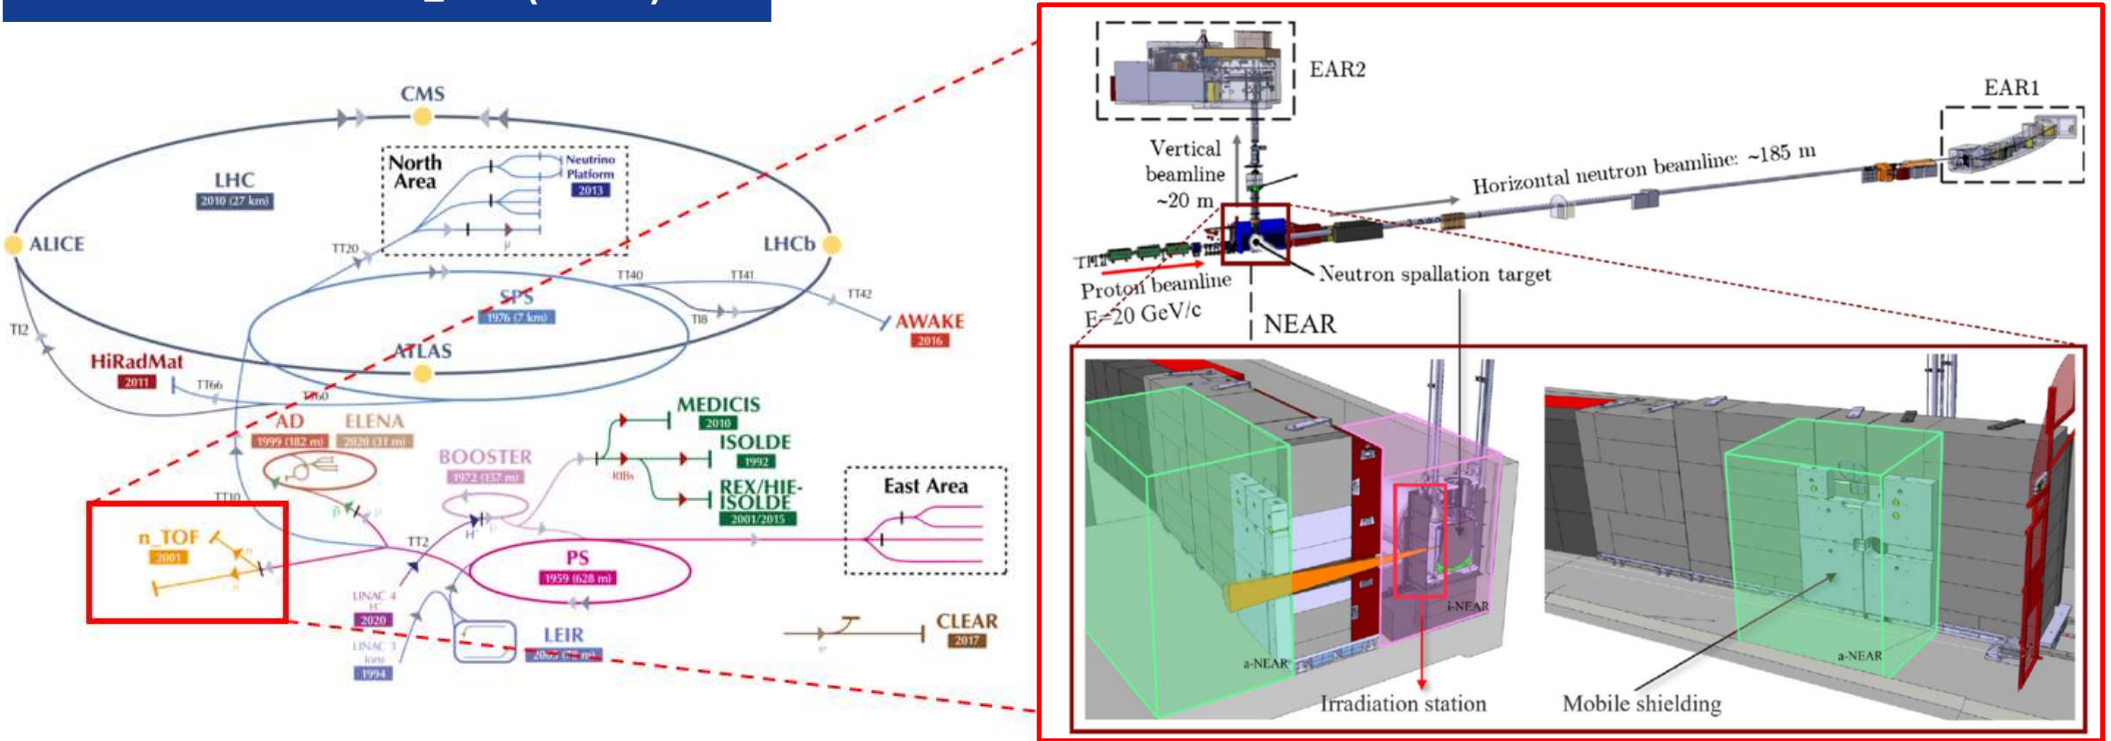 CMS
North
Area
Neutrino
Platform
2013
LHC
2010 (27 km)
ALICE
LHCb
TT20
TT40
TT41
TT42
SPS
1976 (7 km)
TI8
TI2
AWAKE
2016
ATLAS
HiRadMat
2011
TT66
TT60
AD
1999 (182 m)
ELENA
2020 (31 m)
MEDICIS
2010
ISOLDE
1992
BOOSTER
1972 (157 m)
RIBs
REX/HIE-
ISOLDE
2001/2015
East Area
TT10
n_TOF
2001
n
n
p
TT2
H-
p
PS
1959 (628 m)
LINAC 4
H-
2020
LINAC 3
ions
1994
LEIR
CLEAR
2017
e-
EAR2
EAR1
Vertical
beamline
~20 m
Horizontal neutron beamline: ~185 m
Neutron spallation target
Proton beamline
E=20 GeV/c
NEAR
i-NEAR
a-NEAR
a-NEAR
Irradiation station
Mobile shielding